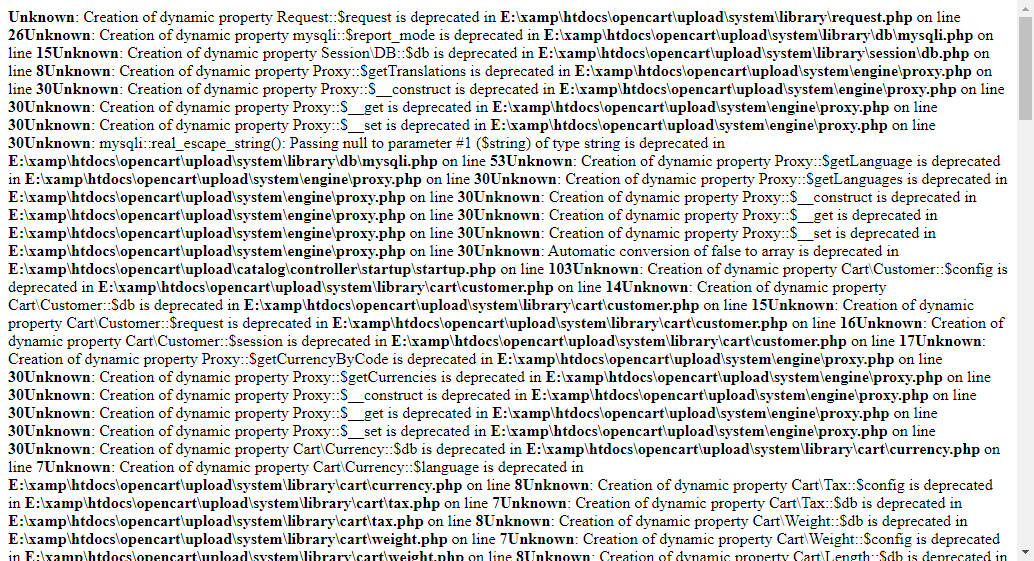 Unknown: Creation of dynamic property Request::$request is deprecated in E:\xamp\htdocs\opencart\upload\system\library\request.php on line
26Unknown: Creation of dynamic property mysqli::$report_mode is deprecated in E:\xamp\htdocs\opencart\upload\system\library\db\mysqli.php on
line 15Unknown: Creation of dynamic property Session\DB::$db is deprecated in E:\xamp\htdocs\opencart\upload\system\library\session\db.php on
line 8Unknown: Creation of dynamic property Proxy::$getTranslations is deprecated in E:\xamp\htdocs\opencart\upload\system\engine\proxy.php on
line 30Unknown: Creation of dynamic property Proxy::$__construct is deprecated in E:\xamp\htdocs\opencart\upload\system\engine\proxy.php on line
30Unknown: Creation of dynamic property Proxy::$__get is deprecated in E:\xamp\htdocs\opencart\upload\system\engine\proxy.php on line
30Unknown: Creation of dynamic property Proxy::$__set is deprecated in E:\xamp\htdocs\opencart\upload\system\engine\proxy.php on line
30Unknown: mysqli::real_escape_string(): Passing null to parameter #1 ($string) of type string is deprecated in
E:\xamp\htdocs\opencart\upload\system\library\db\mysqli.php on line 53Unknown: Creation of dynamic property Proxy::$getLanguage is deprecated
in E:\xamp\htdocs\opencart\upload\system\engine\proxy.php on line 30Unknown: Creation of dynamic property Proxy::$getLanguages is deprecated in
E:\xamp\htdocs\opencart\upload\system\engine\proxy.php on line 30Unknown: Creation of dynamic property Proxy::$__construct is deprecated in
E:\xamp\htdocs\opencart\upload\system\engine\proxy.php on line 30Unknown: Creation of dynamic property Proxy::$__get is deprecated in
E:\xamp\htdocs\opencart\upload\system\engine\proxy.php on line 30Unknown: Creation of dynamic property Proxy::$__set is deprecated in
E:\xamp\htdocs\opencart\upload\system\engine\proxy.php on line 30Unknown: Automatic conversion of false to array is deprecated in
E:\xamp\htdocs\opencart\upload\catalog\controller\startup\startup.php on line 103Unknown: Creation of dynamic property Cart\Customer::$config is
deprecated in E:\xamp\htdocs\opencart\upload\system\library\cart\customer.php on line 14Unknown: Creation of dynamic property
Cart\Customer::$db is deprecated in E:\xamp\htdocs\opencart\upload\system\library\cart\customer.php on line 15Unknown: Creation of dynamic
property Cart\Customer::$request is deprecated in E:\xamp\htdocs\opencart\upload\system\library\cart\customer.php on line 16Unknown: Creation of
dynamic property Cart\Customer::$session is deprecated in E:\xamp\htdocs\opencart\upload\system\library\cart\customer.php on line 17Unknown:
Creation of dynamic property Proxy::$getCurrencyByCode is deprecated in E:\xamp\htdocs\opencart\upload\system\engine\proxy.php on line
30Unknown: Creation of dynamic property Proxy::$getCurrencies is deprecated in E:\xamp\htdocs\opencart\upload\system\engine\proxy.php on line
30Unknown: Creation of dynamic property Proxy::$__construct is deprecated in E:\xamp\htdocs\opencart\upload\system\engine\proxy.php on line
30Unknown: Creation of dynamic property Proxy::$__get is deprecated in E:\xamp\htdocs\opencart\upload\system\engine\proxy.php on line
30Unknown: Creation of dynamic property Proxy::$__set is deprecated in E:\xamp\htdocs\opencart\upload\system\engine\proxy.php on line
30Unknown: Creation of dynamic property Cart\Currency::$db is deprecated in E:\xamp\htdocs\opencart\upload\system\library\cart\currency.php on
line 7Unknown: Creation of dynamic property Cart\Currency::$language is deprecated in
E:\xamp\htdocs\opencart\upload\system\library\cart\currency.php on line 8Unknown: Creation of dynamic property Cart\Tax::$config is deprecated
in E:\xamp\htdocs\opencart\upload\system\library\cart\tax.php on line 7Unknown: Creation of dynamic property Cart\Tax::$db is deprecated in
E:\xamp\htdocs\opencart\upload\system\library\cart\tax.php on line 8Unknown: Creation of dynamic property Cart\Weight::$db is deprecated in
E:\xamp\htdocs\opencart\upload\system\library\cart\weight.php on line 7Unknown: Creation of dynamic property Cart\Weight::$config is deprecated
in E:\xamp\htdocs\opencart\upload\system\library\cart\weight.php on line 8Unknown: Creation of dynamic property Cart\Length::$db is deprecated in